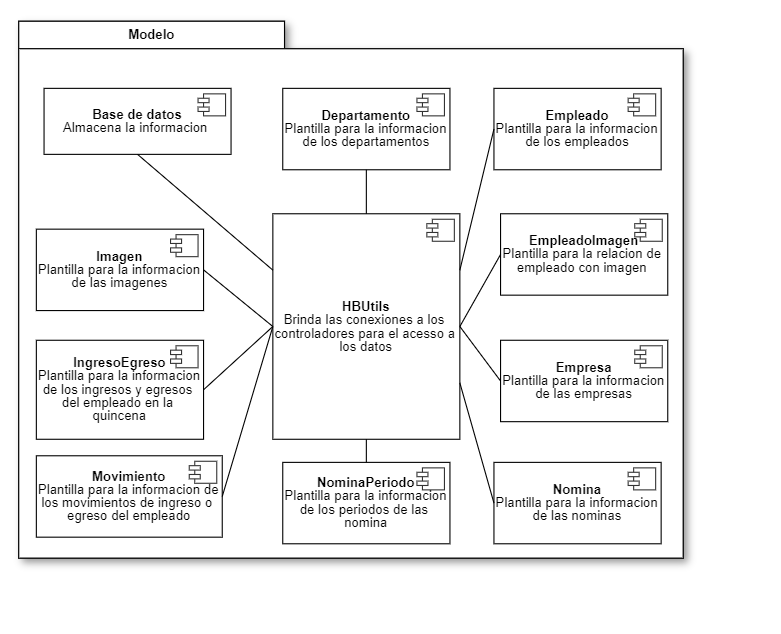 Modelo
Base de datos
Almacena la informacion
Departamento
Plantilla para la informacion
de los departamentos
Empleado
Plantilla para la informacion
de los empleados
Imagen
Plantilla para la informacion
de las imagenes
HBUtils
Brinda las conexiones a los
controladores para el acesso a
los datos
EmpleadoImagen
Plantilla para la relacion de
empleado con imagen
IngresoEgreso
Plantilla para la informacion
de los ingresos y egresos
del empleado en la
quincena
Empresa
Plantilla para la informacion
de las empresas
Movimiento
Plantilla para la informacion de
los movimientos de ingreso o
egreso del empleado
NominaPeriodo
Plantilla para la informacion
de los periodos de las
nomina
Nomina
Plantilla para la informacion
de las nominas